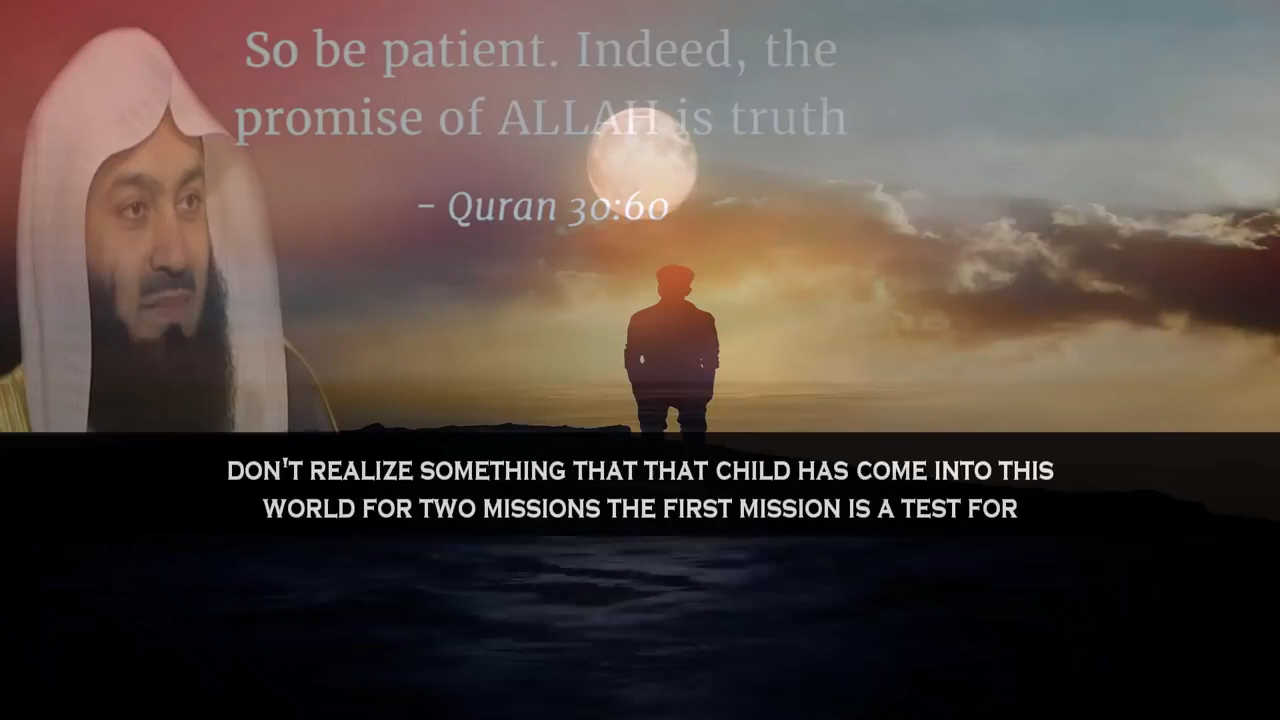 So be patient. Indeed, the
promise of ALLAH is truth
- Quran 30:60
DON'T REALIZE SOMETHING THAT THAT CHILD HAS COME INTO THIS
WORLD FOR TWO MISSIONS THE FIRST MISSION IS A TEST FOR